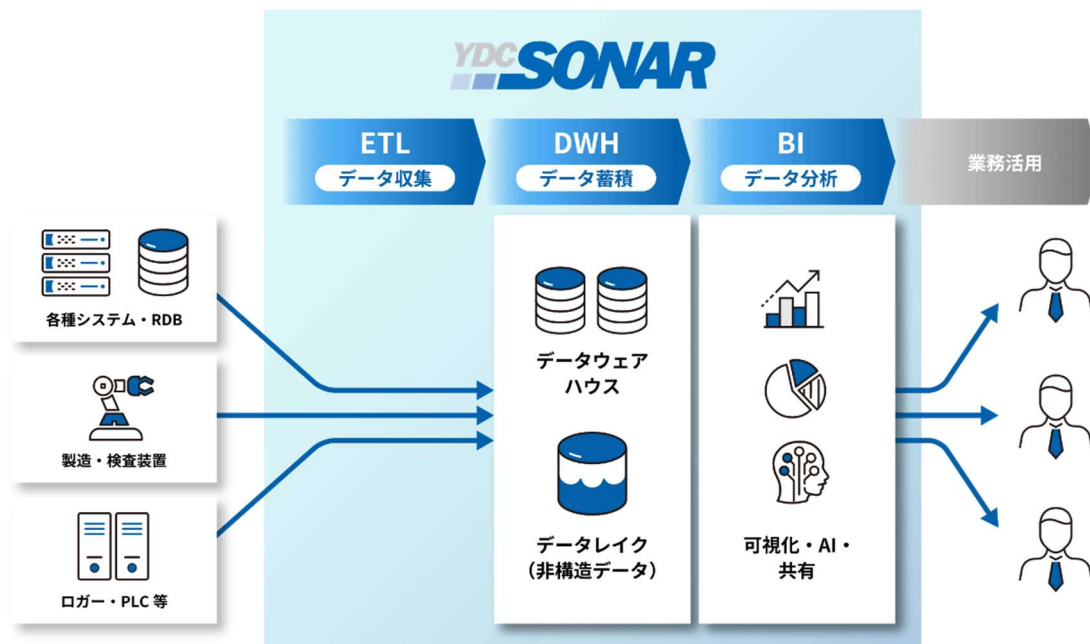 YDC SONAR
ETL
データ収集
DWH
データ蓄積
BI
データ分析
業務活用
各種システム・RDB
製造・検査装置
ロガー・PLC 等
データウェア
ハウス
データレイク
（非構造データ）
可視化・AI・
共有